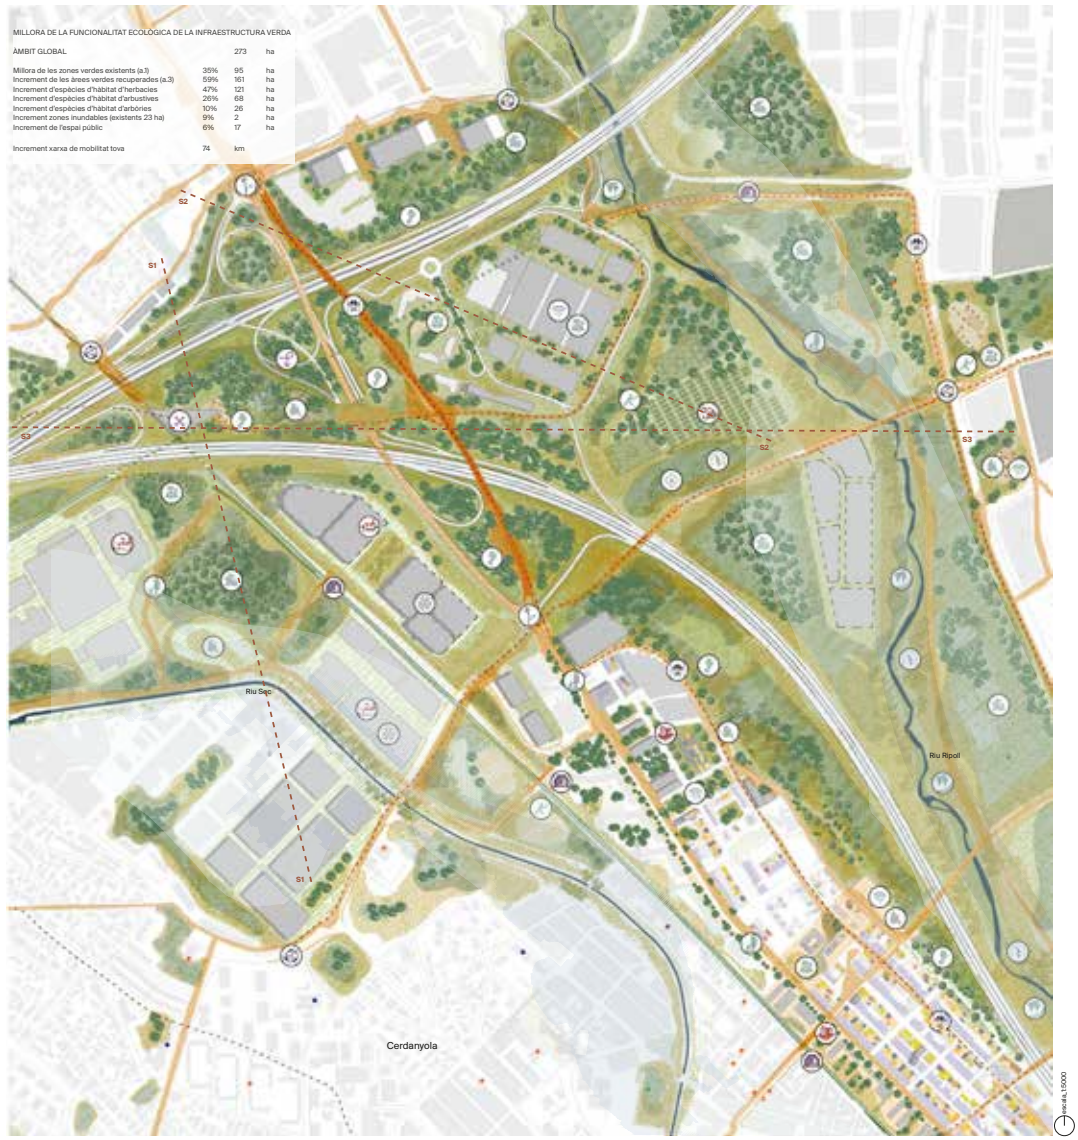 MILLORA DE LA FUNCIONALITAT ECOLÒGICA DE LA INFRAESTRUCTURA VERDA
ÀMBIT GLOBAL 273 ha
Millora de les zones verdes existents (a.1) 35% 95 ha
Increment de les àrees verdes recuperades (a.3) 59% 161 ha
Increment d'espècies d'hàbitat d'herbacies 47% 121 ha
Increment d'espècies d'hàbitat d'arbustives 26% 68 ha
Increment d'espècies d'hàbitat d'arbòries 10% 26 ha
Increment zones inundables (existents 23 ha) 9% 2 ha
Increment de l'espai públic 6% 17 ha
Increment xarxa de mobilitat tova 74 km
S2
S1
S3
S2
S3
Riu Sec
Riu Ripoll
S1
Cerdanyola
escala_1:5000